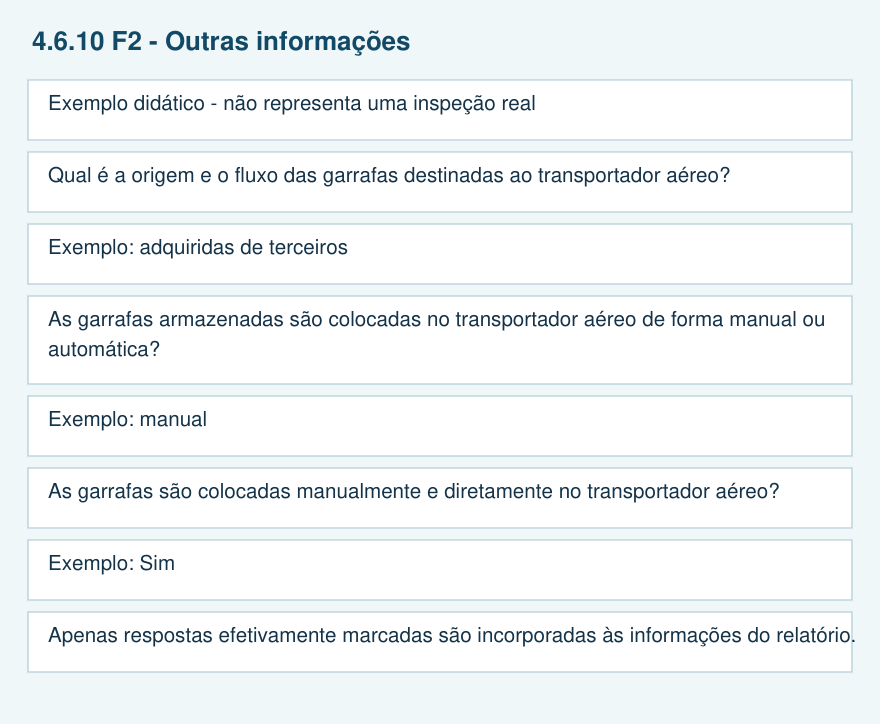 4.6.10 F2 - Outras informações
Exemplo didático - não representa uma inspeção real
Qual é a origem e o fluxo das garrafas destinadas ao transportador aéreo?
Exemplo: adquiridas de terceiros
As garrafas armazenadas são colocadas no transportador aéreo de forma manual ou
automática?
Exemplo: manual
As garrafas são colocadas manualmente e diretamente no transportador aéreo?
Exemplo: Sim
Apenas respostas efetivamente marcadas são incorporadas às informações do relatório.